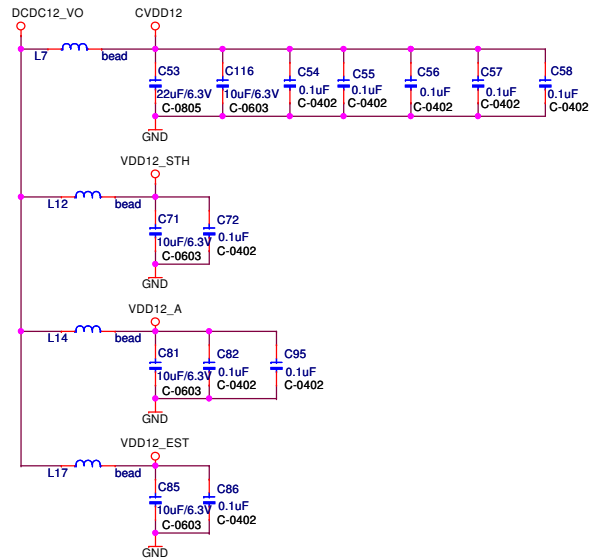 DCDC12_VO
CVDD12
L7
bead
C53
22uF/6.3V
C-0805
C116
10uF/6.3V
C-0603
C54
0.1uF
C-0402
C55
0.1uF
C-0402
C56
0.1uF
C-0402
C57
0.1uF
C-0402
C58
0.1uF
C-0402
GND
VDD12_STH
L12
bead
C71
10uF/6.3V
C-0603
C72
0.1uF
C-0402
GND
VDD12_A
L14
bead
C81
10uF/6.3V
C-0603
C82
0.1uF
C-0402
C95
0.1uF
C-0402
GND
VDD12_EST
L17
bead
C85
10uF/6.3V
C-0603
C86
0.1uF
C-0402
GND